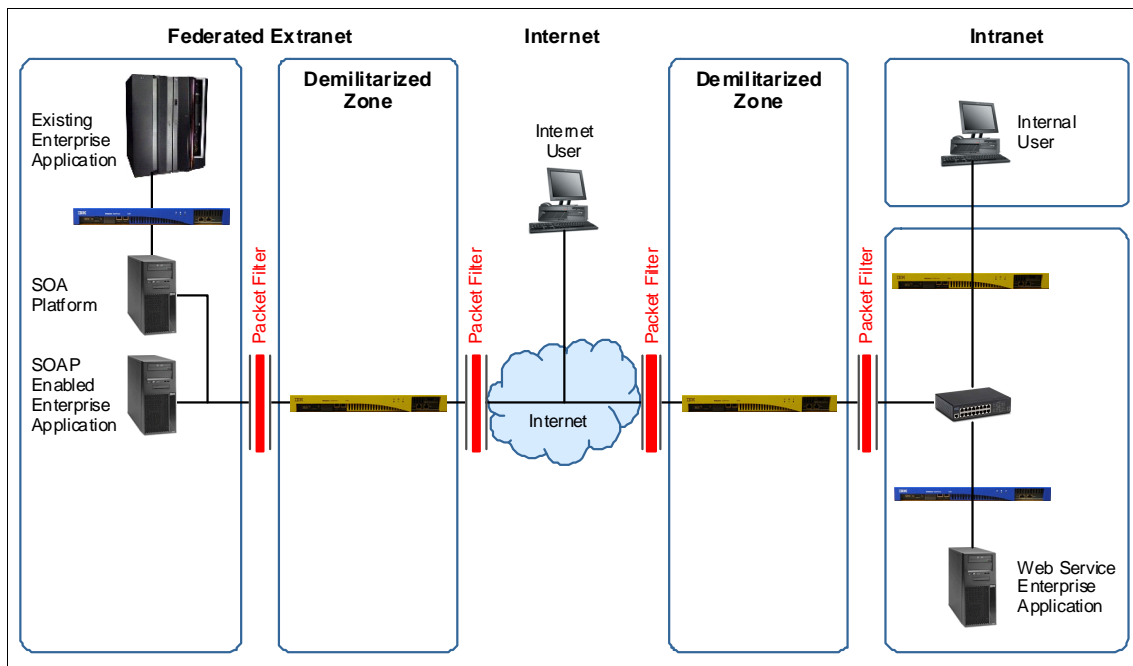 Federated Extranet
Internet
Intranet
Existing
Enterprise
Application
SOA
Platform
SOAP
Enabled
Enterprise
Application
Packet Filter
Demilitarized
Zone
Packet Filter
Internet
User
Internet
Packet Filter
Demilitarized
Zone
Packet Filter
Internal
User
Web Service
Enterprise
Application